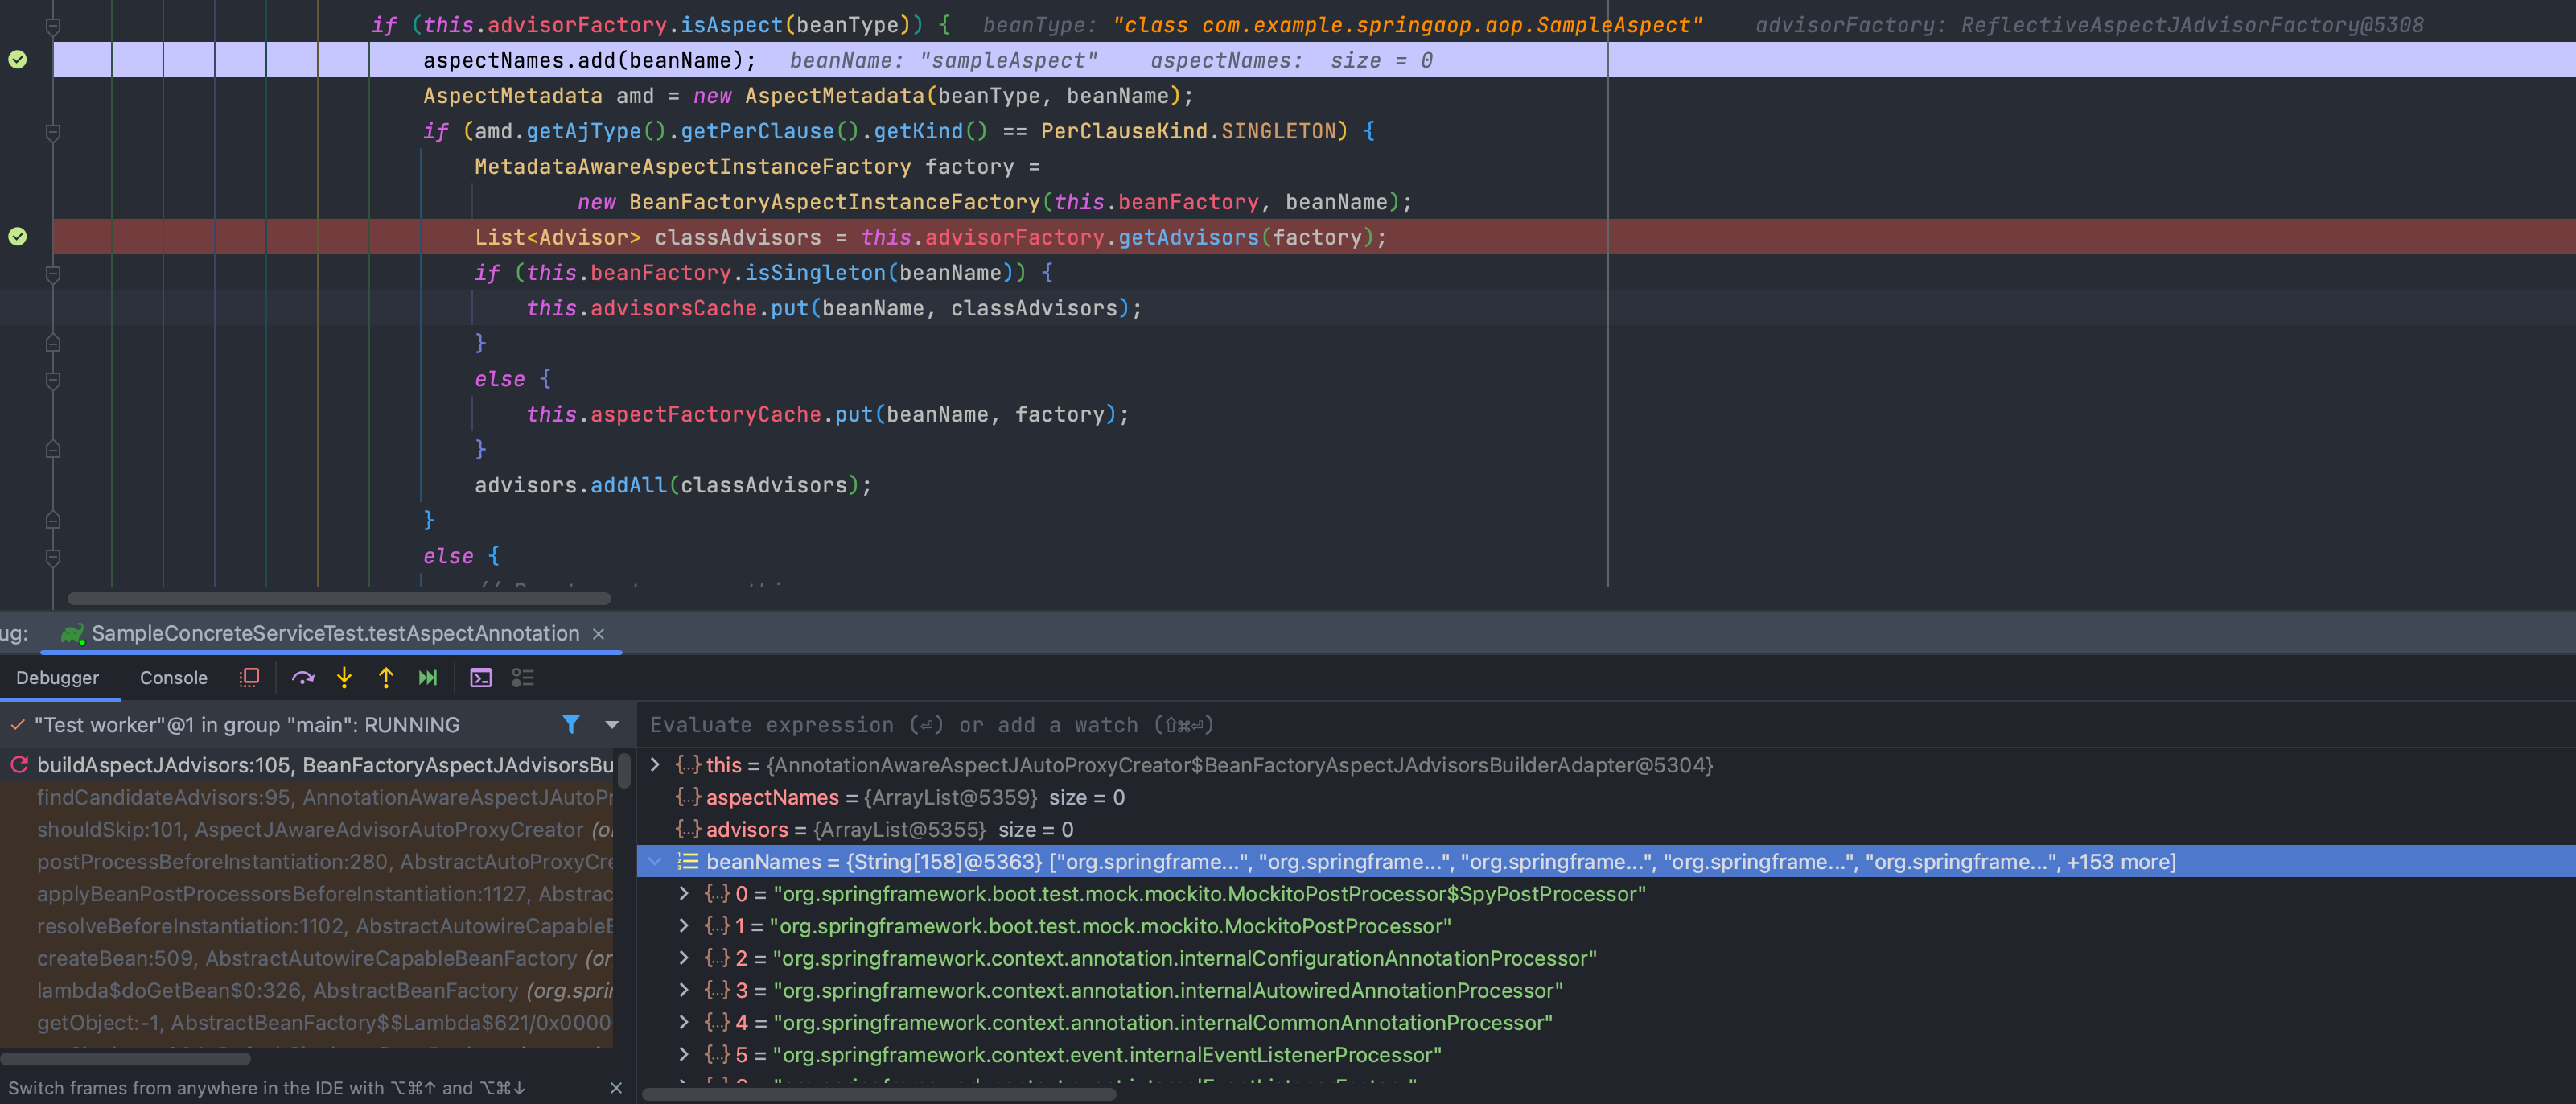 if (this.advisorFactory.isAspect(beanType)) { beanType: "class com.example.springaop.aop.SampleAspect" advisorFactory: ReflectiveAspectJAdvisorFactory@5308
aspectNames.add(beanName); beanName: "sampleAspect" aspectNames: size = 0
AspectMetadata amd = new AspectMetadata(beanType, beanName);
if (amd.getAjType().getPerClause().getKind() == PerClauseKind.SINGLETON) {
MetadataAwareAspectInstanceFactory factory =
new BeanFactoryAspectInstanceFactory(this.beanFactory, beanName);
List<Advisor> classAdvisors = this.advisorFactory.getAdvisors(factory);
if (this.beanFactory.isSingleton(beanName)) {
this.advisorsCache.put(beanName, classAdvisors);
}
else {
this.aspectFactoryCache.put(beanName, factory);
}
advisors.addAll(classAdvisors);
}
else {
ug: SampleConcreteServiceTest.testAspectAnnotation ×
Debugger Console
"Test worker"@1 in group "main": RUNNING
buildAspectJAdvisors:105, BeanFactoryAspectJAdvisorsBu
findCandidateAdvisors:95, AnnotationAwareAspectJAutoPr
shouldSkip:101, AspectJAwareAdvisorAutoProxyCreator (o
postProcessBeforeInstantiation:280, AbstractAutoProxyCre
applyBeanPostProcessorsBeforeInstantiation:1127, Abstrac
resolveBeforeInstantiation:1102, AbstractAutowireCapableB
createBean:509, AbstractAutowireCapableBeanFactory (or
lambda$doGetBean$0:326, AbstractBeanFactory (org.sprin
getObject:-1, AbstractBeanFactory$$Lambda$621/0x0000
Switch frames from anywhere in the IDE with ⌥⌘↑ and ⌥⌘↓ ×
Evaluate expression (⏎) or add a watch (⇧⌘⏎)
this = {AnnotationAwareAspectJAutoProxyCreator$BeanFactoryAspectJAdvisorsBuilderAdapter@5304}
aspectNames = {ArrayList@5359} size = 0
advisors = {ArrayList@5355} size = 0
beanNames = {String[158]@5363} ["org.springframe...", "org.springframe...", "org.springframe...", "org.springframe...", "org.springframe...", +153 more]
0 = "org.springframework.boot.test.mock.mockito.MockitoPostProcessor$SpyPostProcessor"
1 = "org.springframework.boot.test.mock.mockito.MockitoPostProcessor"
2 = "org.springframework.context.annotation.internalConfigurationAnnotationProcessor"
3 = "org.springframework.context.annotation.internalAutowiredAnnotationProcessor"
4 = "org.springframework.context.annotation.internalCommonAnnotationProcessor"
5 = "org.springframework.context.event.internalEventListenerProcessor"